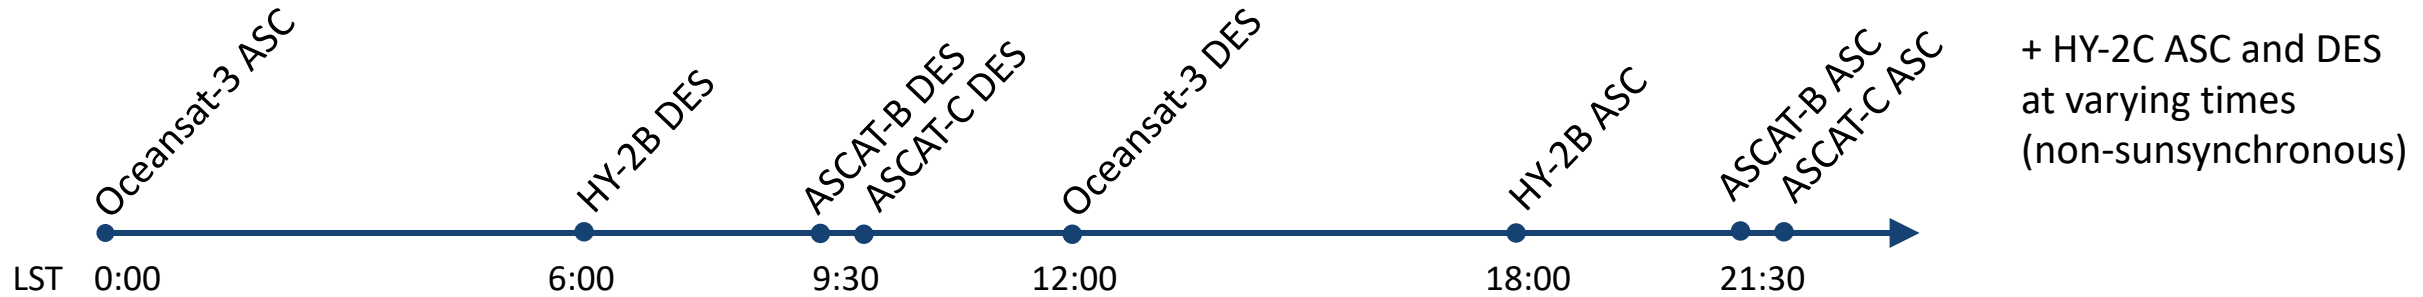 Oceansat-3 ASC
HY-2B DES
ASCAT-B DES
ASCAT-C DES
Oceansat-3 DES
HY-2B ASC
ASCAT-B ASC
ASCAT-C ASC
+ HY-2C ASC and DES
at varying times
(non-sunsynchronous)
LST 0:00 6:00 9:30 12:00 18:00 21:30